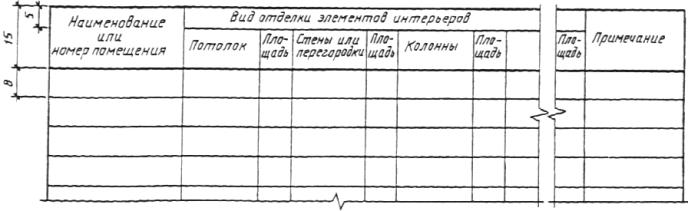 5
15
8
Наименование
или
номер помещения
Вид отделки элементов интерьеров
Потолок
Пло-
щадь
Стены или
перегородки
Пло-
щадь
Колонны
Пло-
щадь
Пло-
щадь
Примечание